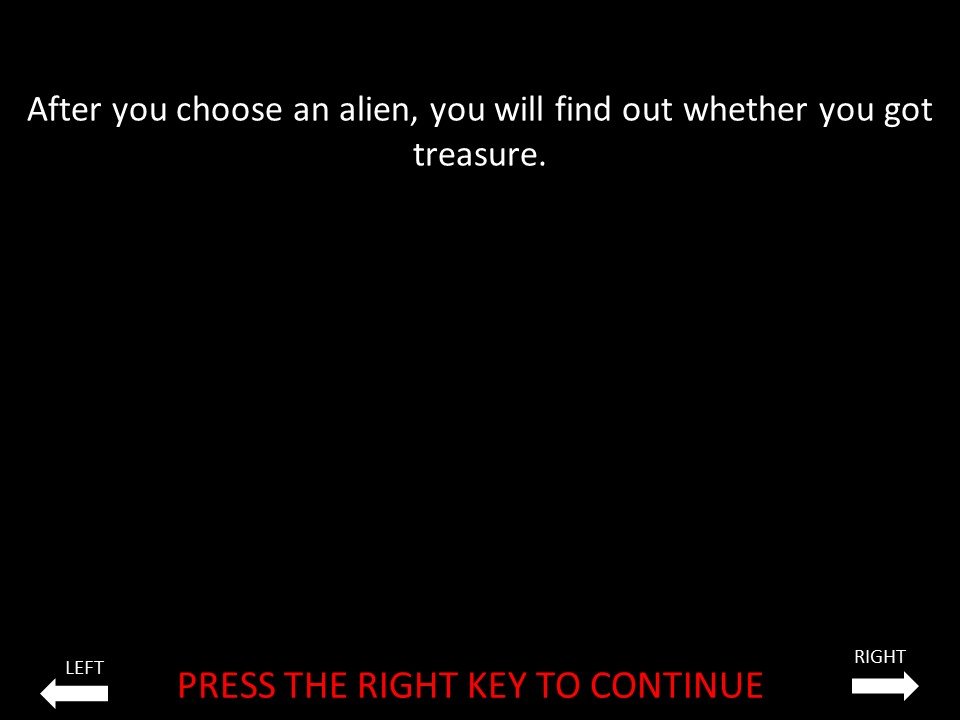 After you choose an alien, you will find out whether you got
treasure.
LEFT
PRESS THE RIGHT KEY TO CONTINUE
RIGHT